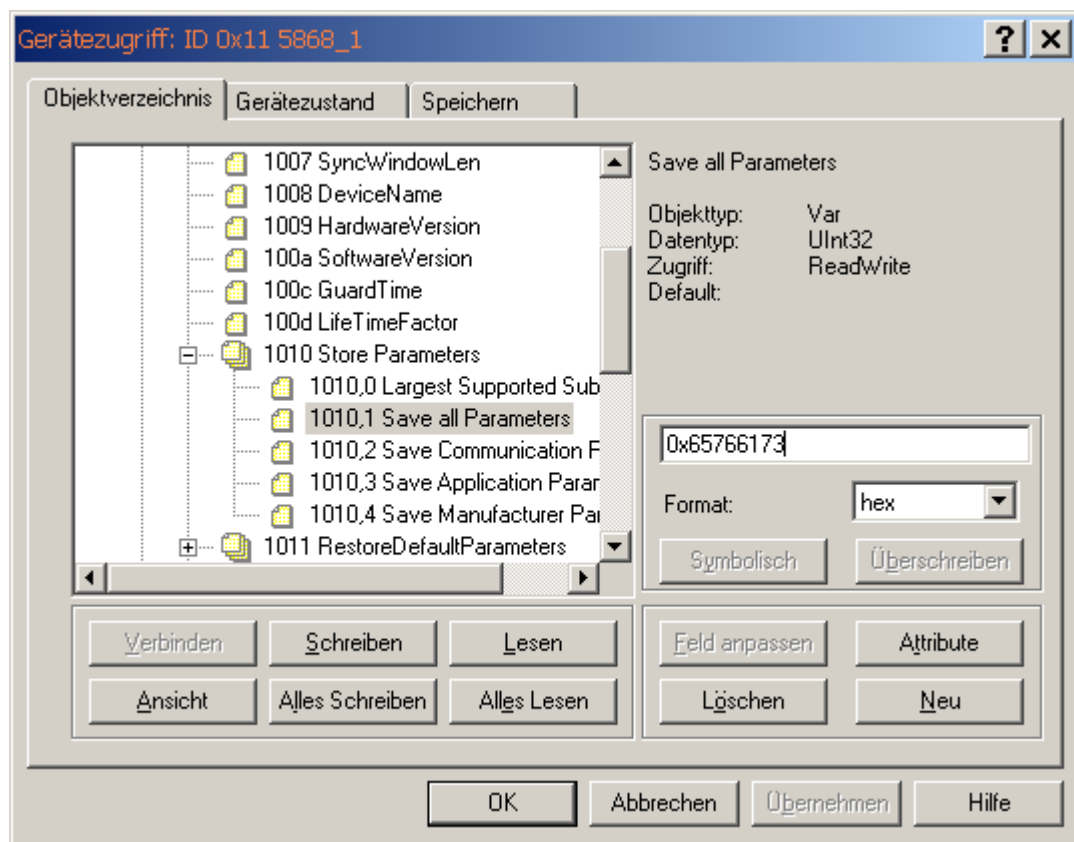 Gerätezugriff: ID 0x11 5868_1
Objektverzeichnis Gerätezustand Speichern
1007 SyncWindowLen
1008 DeviceName
1009 HardwareVersion
100a SoftwareVersion
100c GuardTime
100d LifeTimeFactor
1010 Store Parameters
1010,0 Largest Supported Sub
1010,1 Save all Parameters
1010,2 Save Communication F
1010,3 Save Application Parar
1010,4 Save Manufacturer Pai
1011 RestoreDefaultParameters
Save all Parameters
Objekttyp: Var
Datentyp: UInt32
Zugriff: ReadWrite
Default:
0x65766173
Format: hex
Symbolisch Überschreiben
Verbinden Schreiben Lesen
Ansicht Alles Schreiben Alles Lesen
Feld anpassen Attribute
Löschen Neu
OK Abbrechen Übernehmen Hilfe